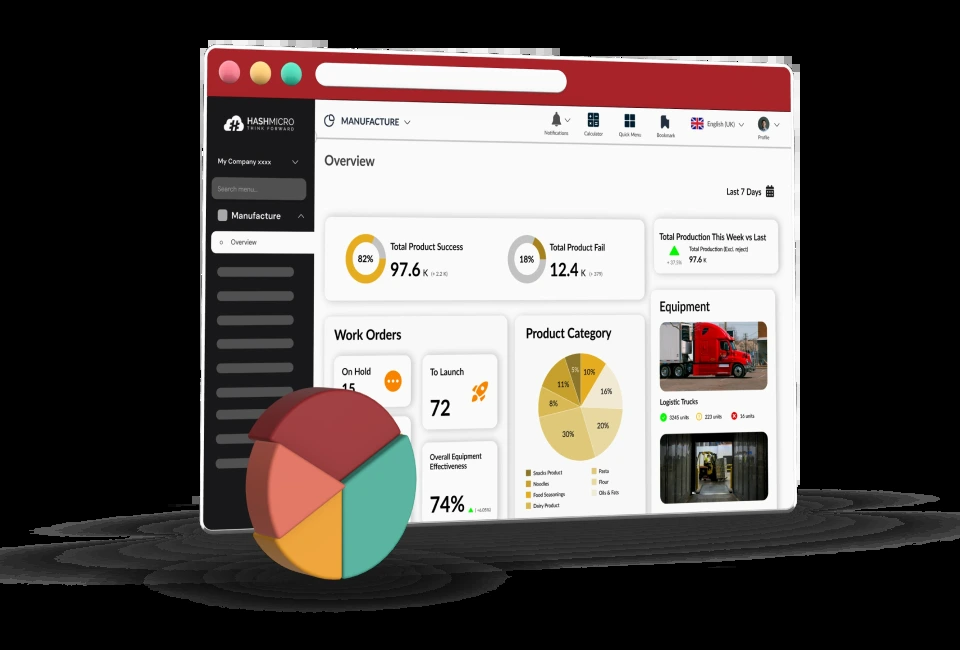 HASHMICRO
THINK FORWARD
MANUFACTURE
Notifications
Calculator
Quick Menu
Bookmark
English (UK)
Profile
My Company xxxx
Search menu...
Manufacture
Overview
Overview
Last 7 Days
82%
Total Product Success
97.6 K (+ 2.2 K)
18%
Total Product Fail
12.4 K (+ 379)
Total Production This Week vs Last
Total Production (Excl. reject)
97.6 K
Work Orders
On Hold
15
To Launch
72
Overall Equipment
Effectiveness
74%
Product Category
5%
10%
16%
20%
30%
8%
11%
Snacks Product
Noodles
Food Seasonings
Dairy Product
Pasta
Flour
Oils & Fats
Equipment
Logistic Trucks
3245 units
223 units